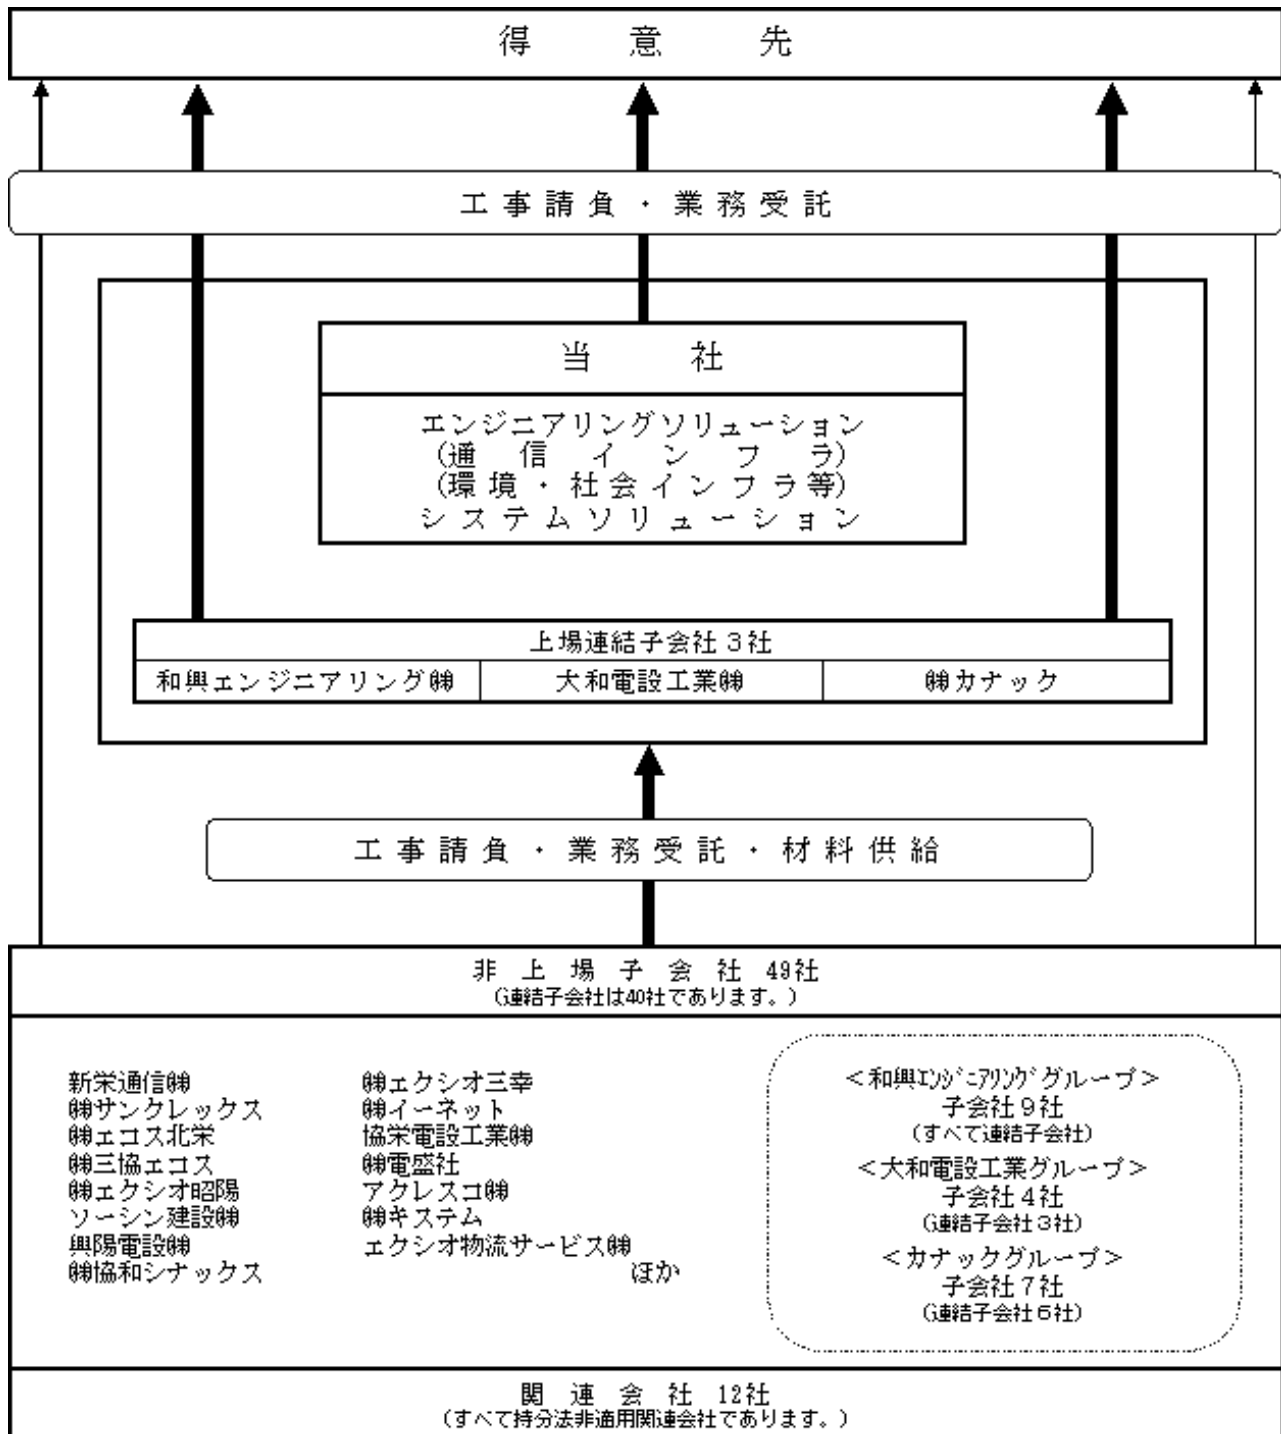 得意先
工事請負・業務受託
当社
エンジニアリングソリューション
(通信インフラ)
(環境・社会インフラ等)
システムソリューション
上場連結子会社3社
和興エンジニアリング㈱
大和電設工業㈱
㈱カナック
工事請負・業務受託・材料供給
非上場子会社 49社
(連結子会社は40社であります。)
新栄通信㈱
㈱サンクレックス
㈱エコス北栄
㈱三協エコス
㈱エクシオ昭陽
ソーシン建設㈱
興陽電設㈱
㈱協和シナックス
㈱エクシオ三幸
㈱イーネット
協栄電設工業㈱
㈱電盛社
アクレスコ㈱
㈱キステム
エクシオ物流サービス㈱
ほか
<和興ｴﾝｼﾞﾆｱﾘﾝｸﾞグループ>
子会社9社
(すべて連結子会社)
<大和電設工業グループ>
子会社4社
(連結子会社3社)
<カナックグループ>
子会社7社
(連結子会社6社)
関連会社 12社
(すべて持分法非適用関連会社であります。)